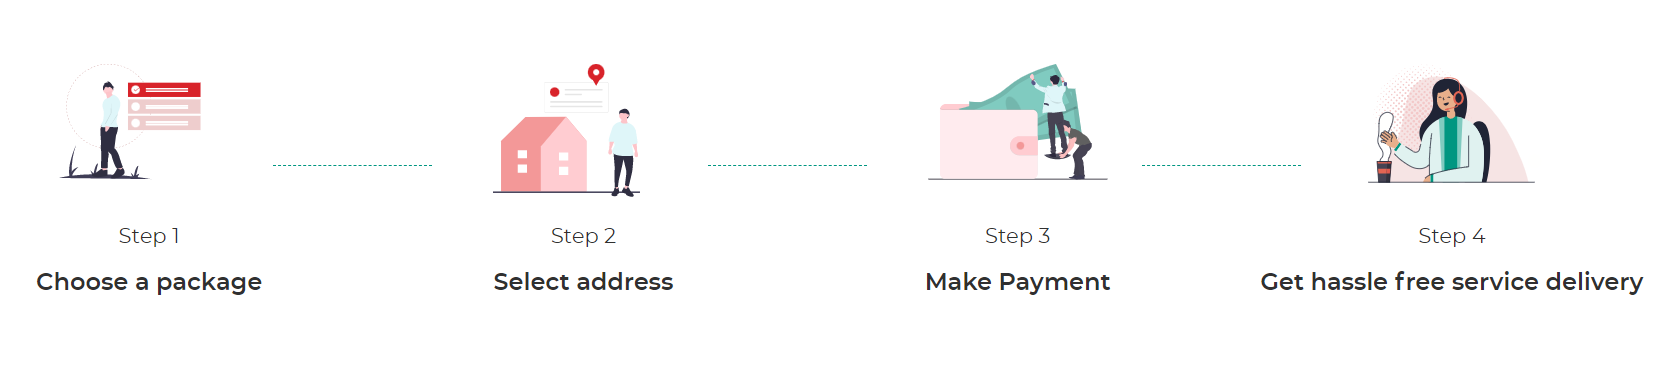 Step 1
Choose a package
Step 2
Select address
Step 3
Make Payment
Step 4
Get hassle free service delivery